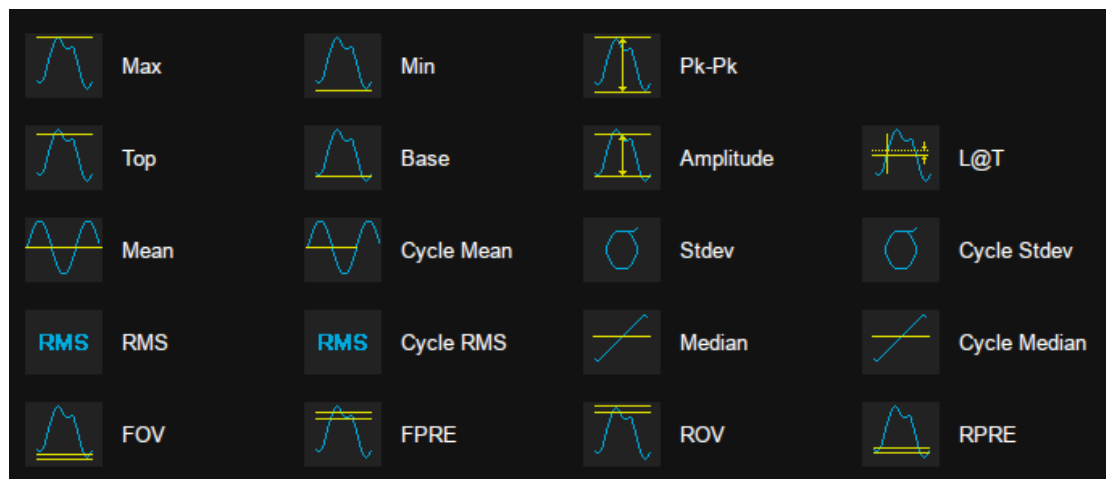 Max Min Pk-Pk
Top Base Amplitude L@T
Mean Cycle Mean Stdev Cycle Stdev
RMS RMS RMS Cycle RMS Median Cycle Median
FOV FPRE ROV RPRE